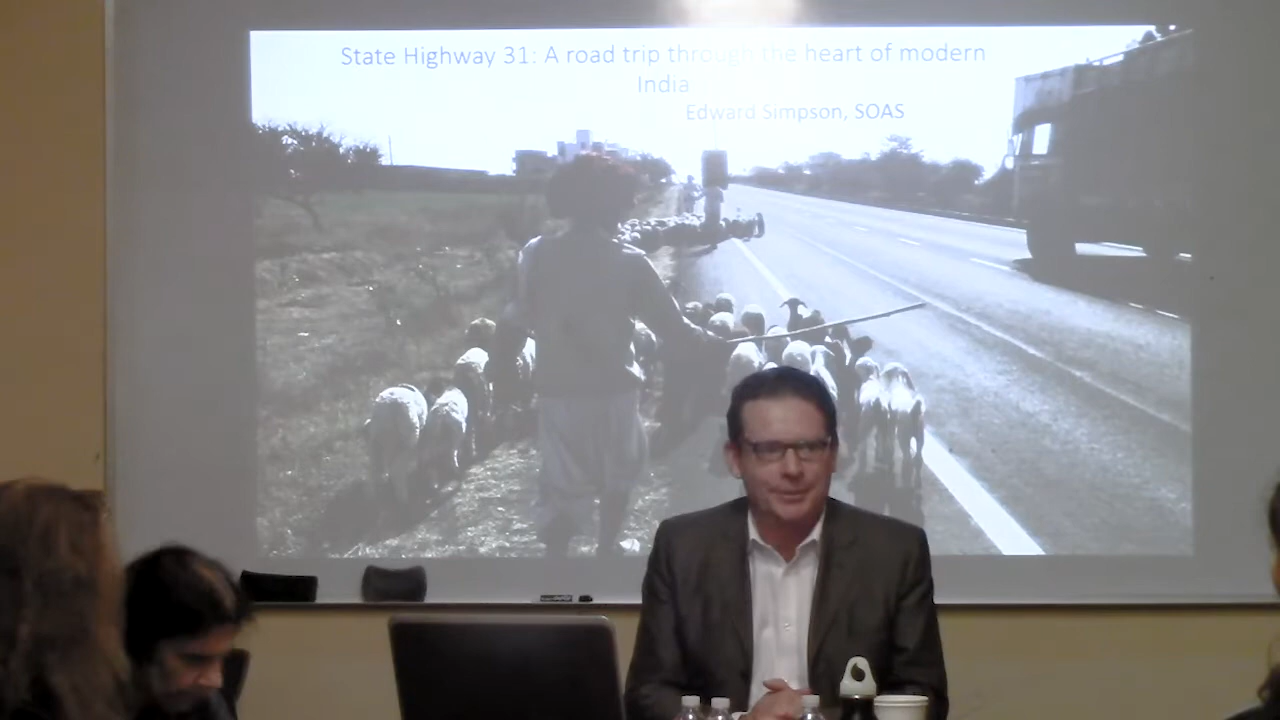 State Highway 31: A road trip through the heart of modern
India
Edward Simpson, SOAS